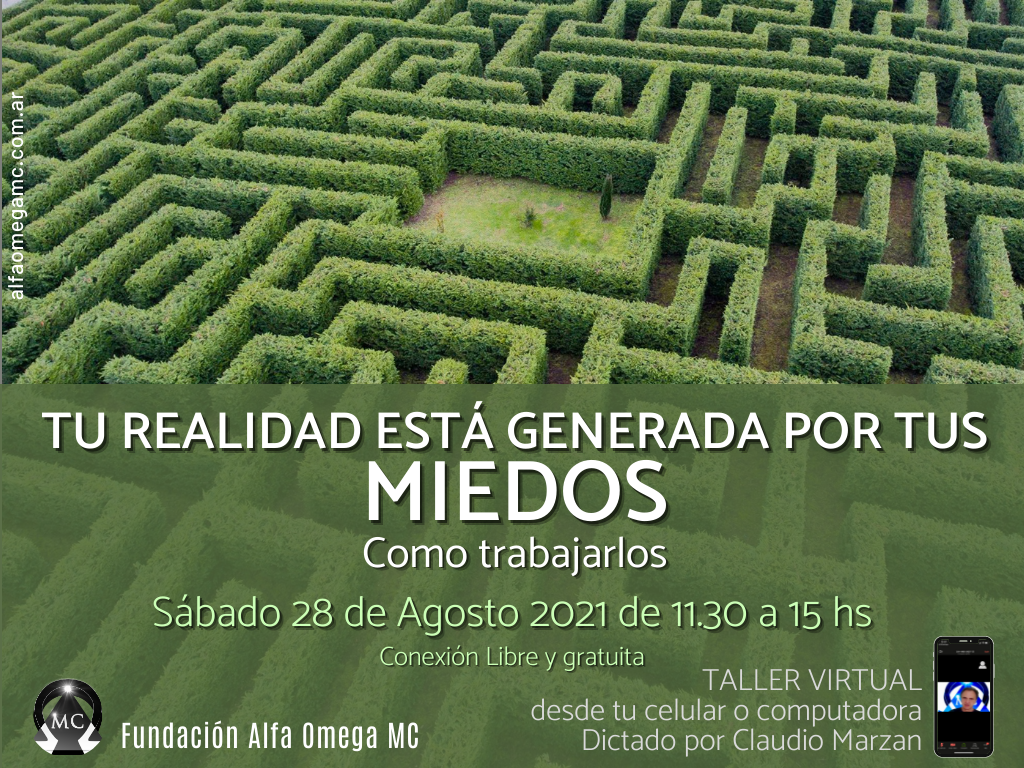 alfaomegamc.com.ar
TU REALIDAD ESTÁ GENERADA POR TUS
MIEDOS
Como trabajarlos
Sábado 28 de Agosto 2021 de 11.30 a 15 hs
Conexión Libre y gratuita
TALLER VIRTUAL
desde tu celular o computadora
Dictado por Claudio Marzan
MC
Fundación Alfa Omega MC